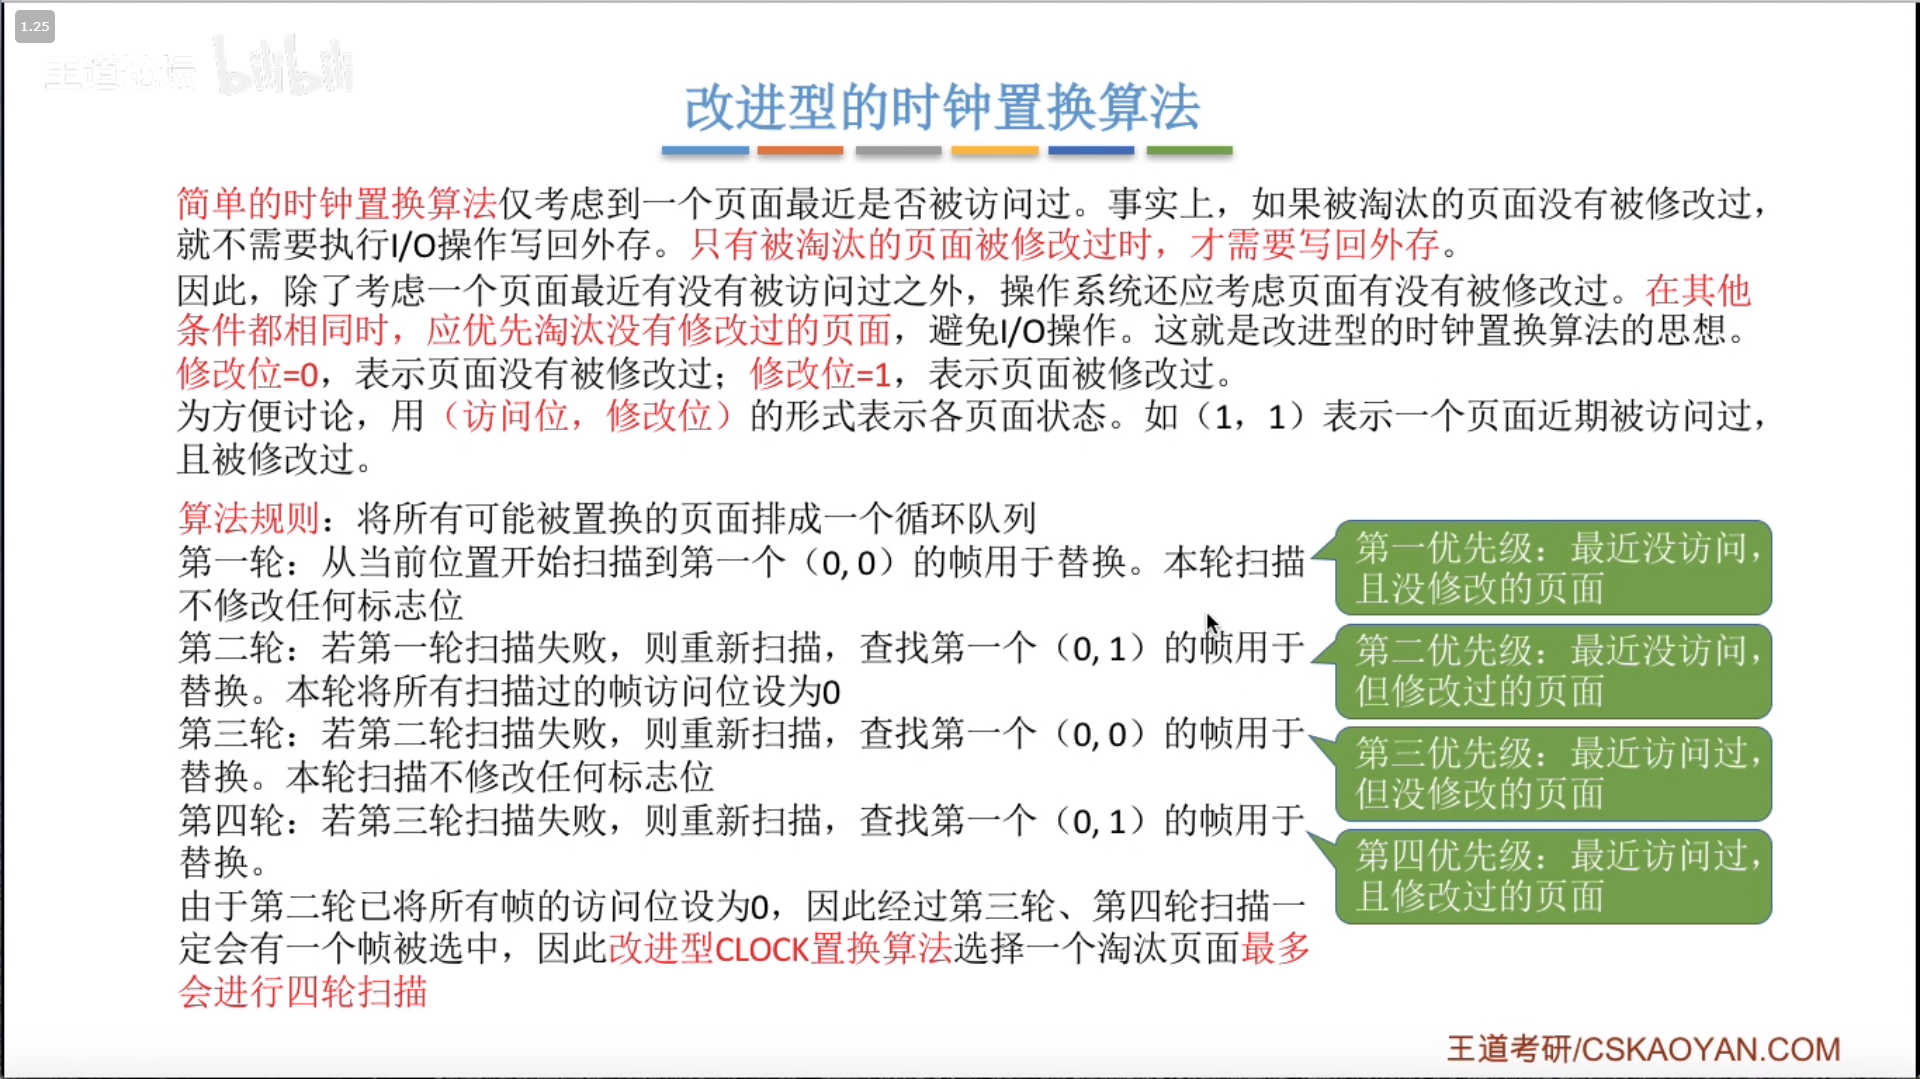 1.25
王道论坛 bilibili
改进型的时钟置换算法
简单的时钟置换算法仅考虑到一个页面最近是否被访问过。事实上，如果被淘汰的页面没有被修改过，
就不需要执行I/O操作写回外存。只有被淘汰的页面被修改过时，才需要写回外存。
因此，除了考虑一个页面最近有没有被访问过之外，操作系统还应考虑页面有没有被修改过。在其他
条件都相同时，应优先淘汰没有修改过的页面，避免I/O操作。这就是改进型的时钟置换算法的思想。
修改位=0，表示页面没有被修改过；修改位=1，表示页面被修改过。
为方便讨论，用（访问位，修改位）的形式表示各页面状态。如（1，1）表示一个页面近期被访问过，
且被修改过。
算法规则：将所有可能被置换的页面排成一个循环队列
第一轮：从当前位置开始扫描到第一个（0, 0）的帧用于替换。本轮扫描
不修改任何标志位
第二轮：若第一轮扫描失败，则重新扫描，查找第一个（0, 1）的帧用于
替换。本轮将所有扫描过的帧访问位设为0
第三轮：若第二轮扫描失败，则重新扫描，查找第一个（0, 0）的帧用于
替换。本轮扫描不修改任何标志位
第四轮：若第三轮扫描失败，则重新扫描，查找第一个（0, 1）的帧用于
替换。
由于第二轮已将所有帧的访问位设为0，因此经过第三轮、第四轮扫描一
定会有一个帧被选中，因此改进型CLOCK置换算法选择一个淘汰页面最多
会进行四轮扫描
第一优先级：最近没访问，
且没修改的页面
第二优先级：最近没访问，
但修改过的页面
第三优先级：最近访问过，
但没修改的页面
第四优先级：最近访问过，
且修改过的页面
王道考研/CSKAOYAN.COM